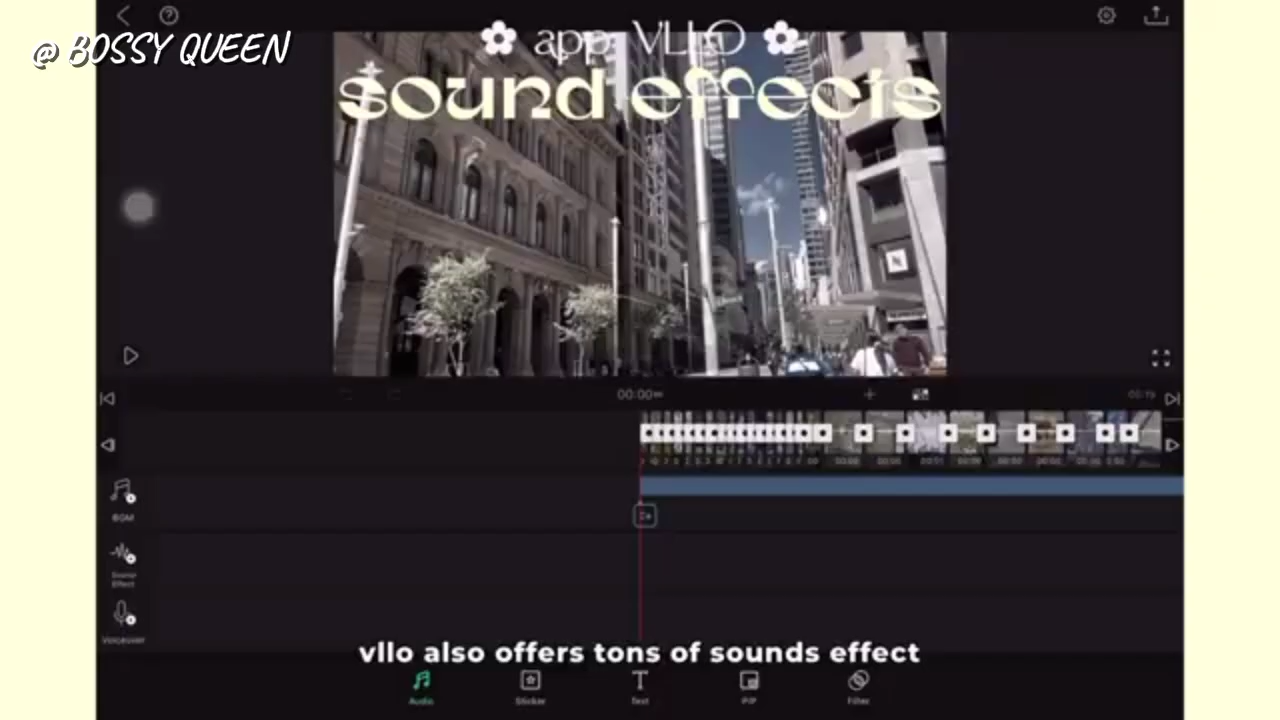 @ BOSSY QUEEN
app: VLLO
sound effects
00:00
BGM
Sound
Effect
Voiceover
vllo also offers tons of sounds effect
Audio
Sticker
Text
PIP
Filter